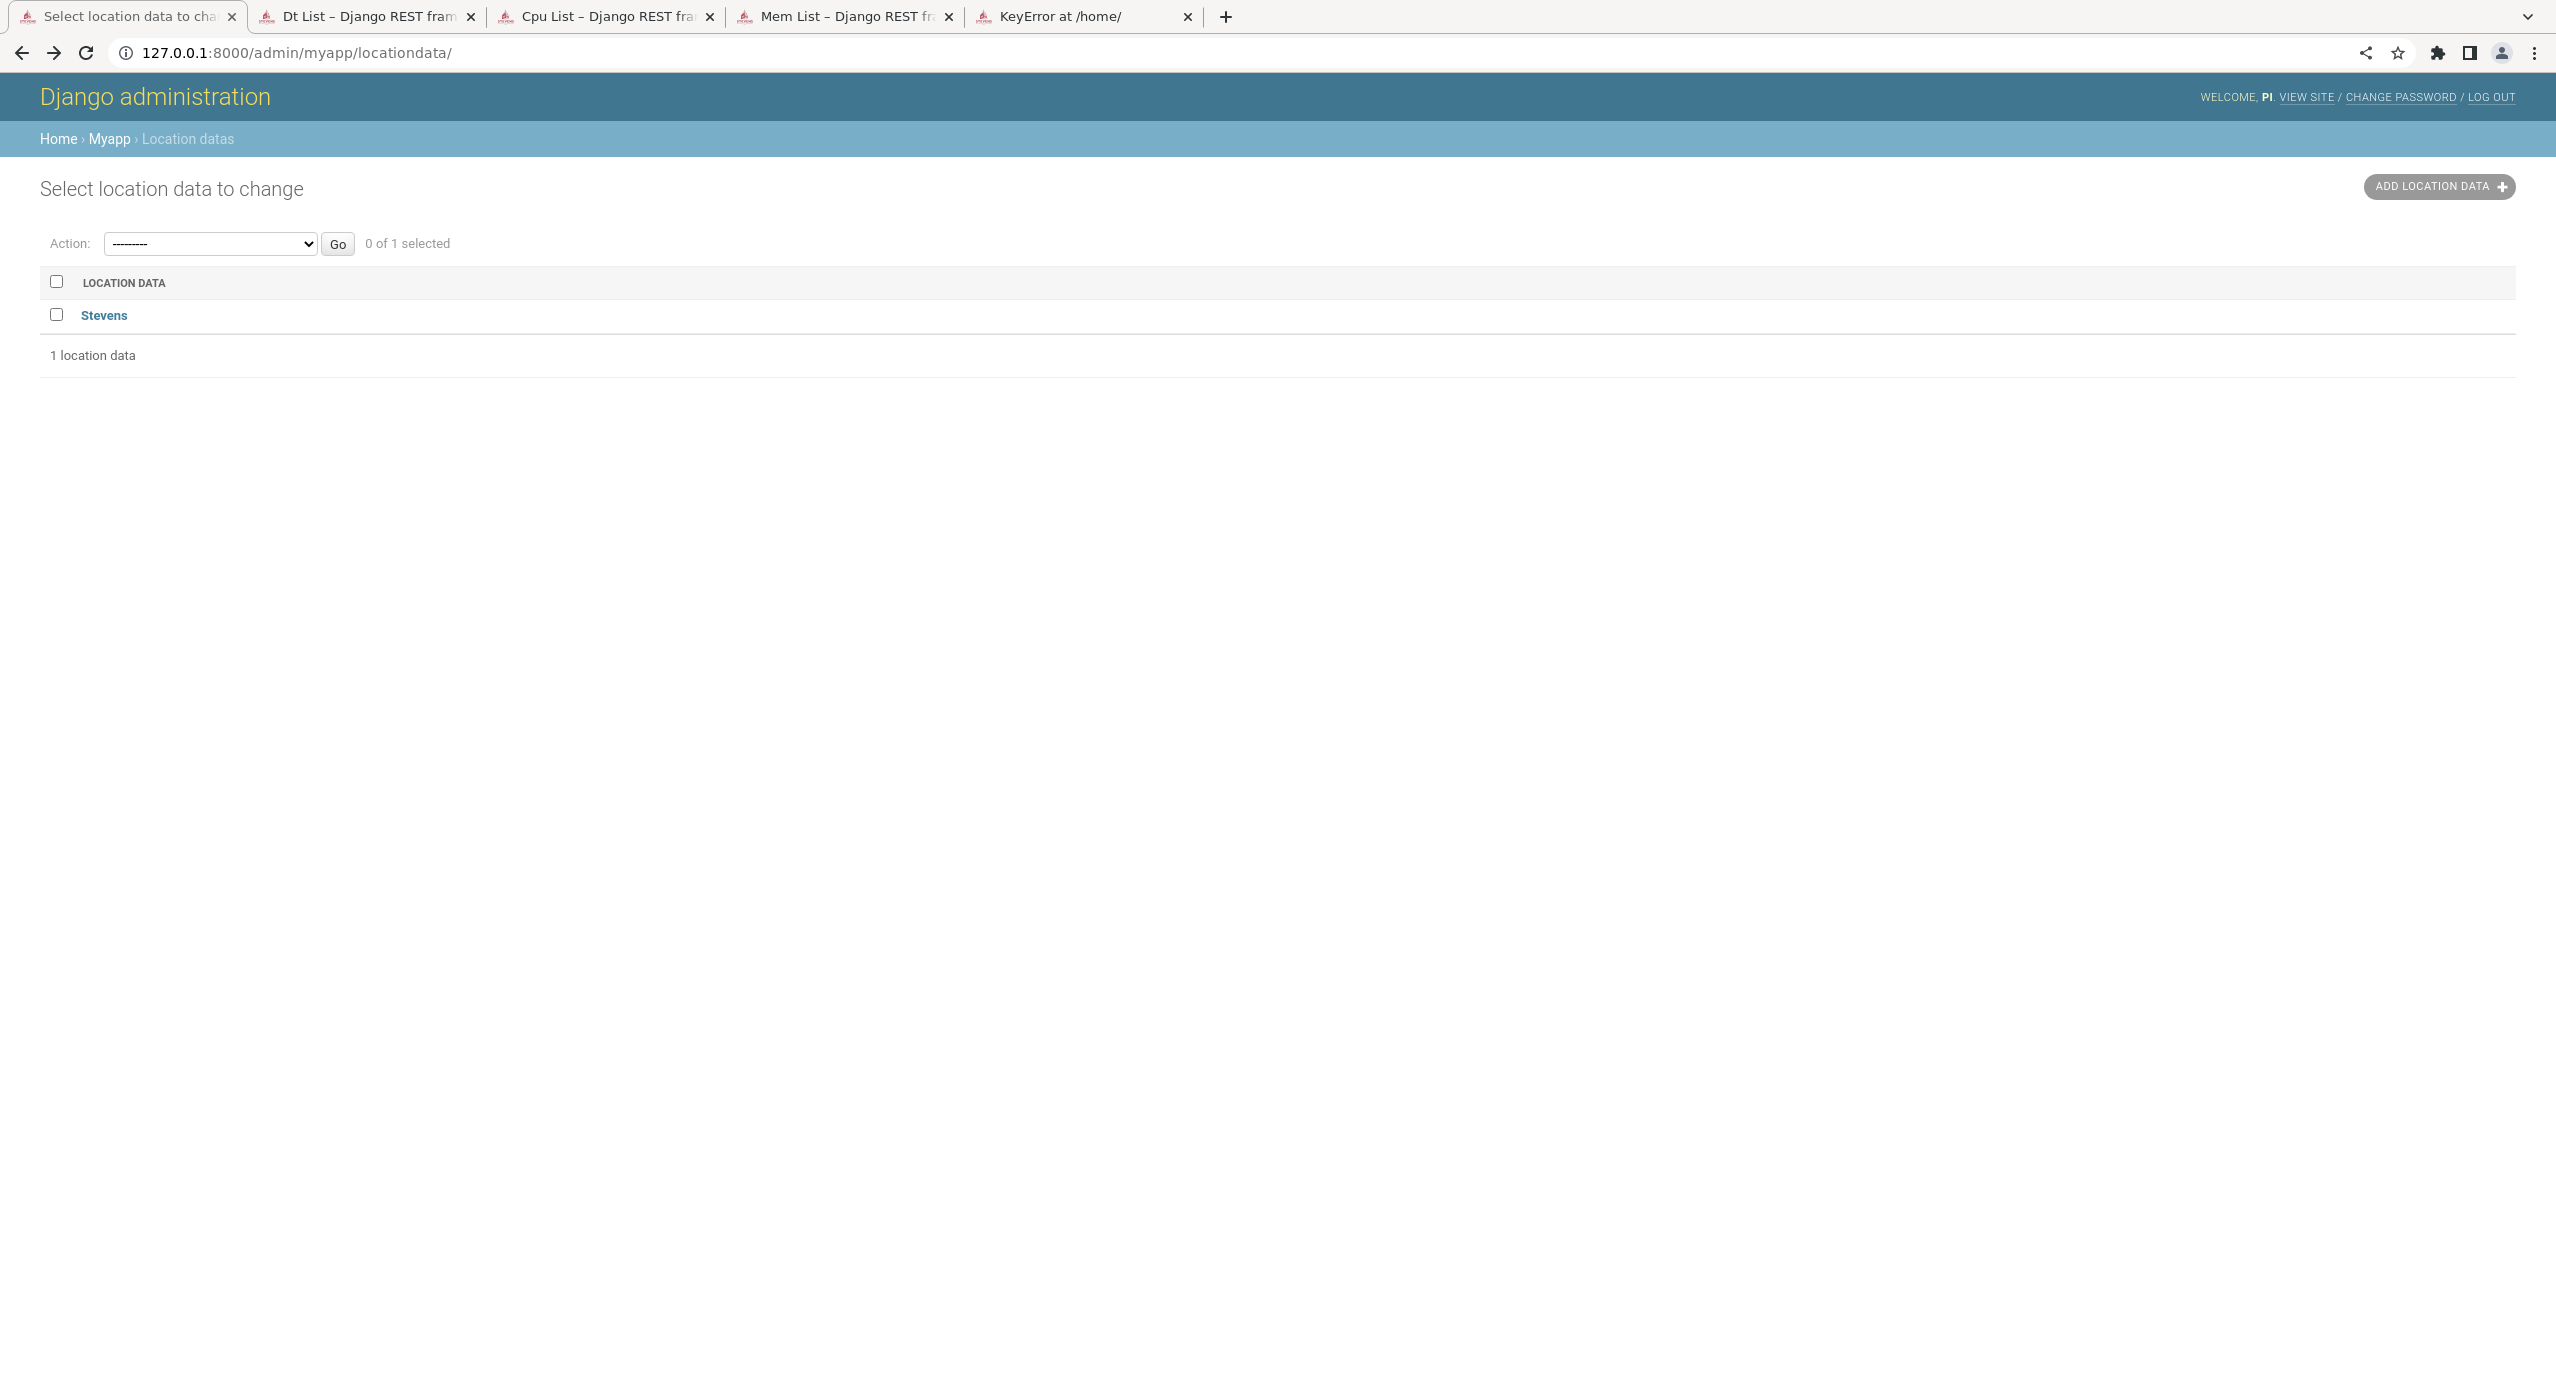 Select location data to cha
Dt List – Django REST fram
Cpu List – Django REST fra
Mem List – Django REST fr
KeyError at /home/
127.0.0.1:8000/admin/myapp/locationdata/
Django administration
WELCOME, PI. VIEW SITE / CHANGE PASSWORD / LOG OUT
Home › Myapp › Location datas
Select location data to change
ADD LOCATION DATA
Action: --------- Go 0 of 1 selected
LOCATION DATA
Stevens
1 location data